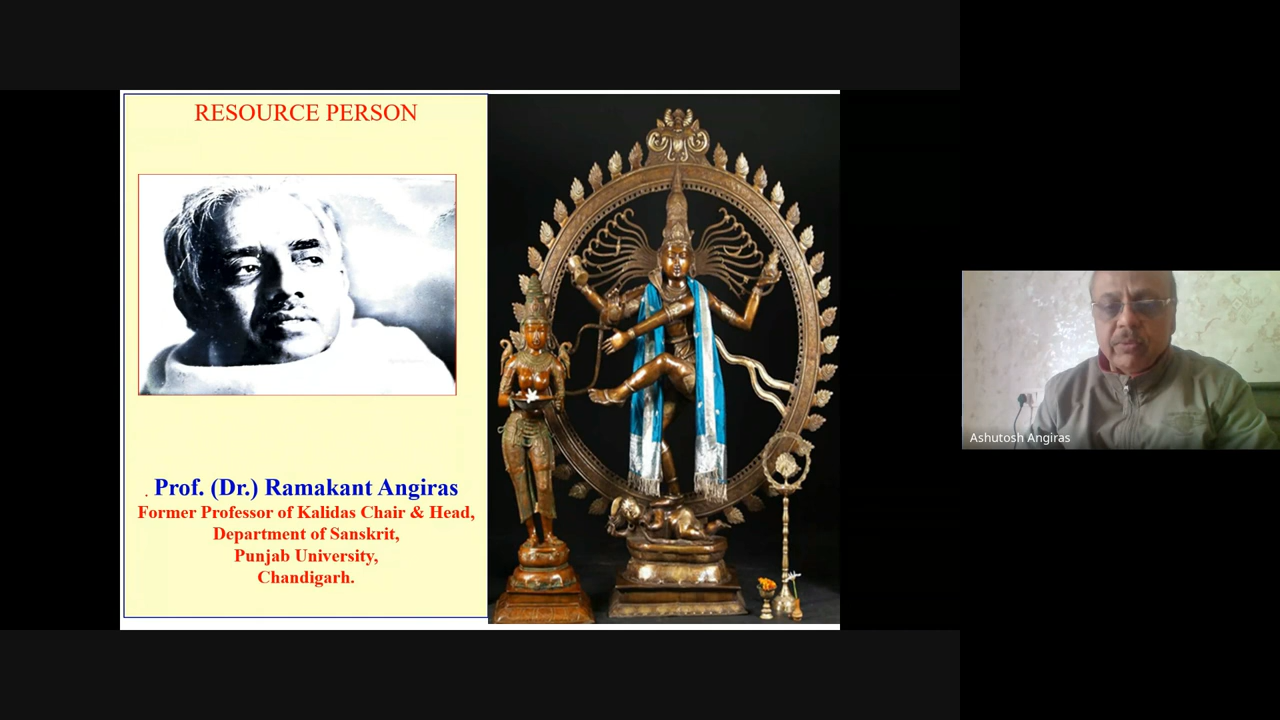 RESOURCE PERSON
. Prof. (Dr.) Ramakant Angiras
Former Professor of Kalidas Chair & Head,
Department of Sanskrit,
Punjab University,
Chandigarh.
Ashutosh Angiras